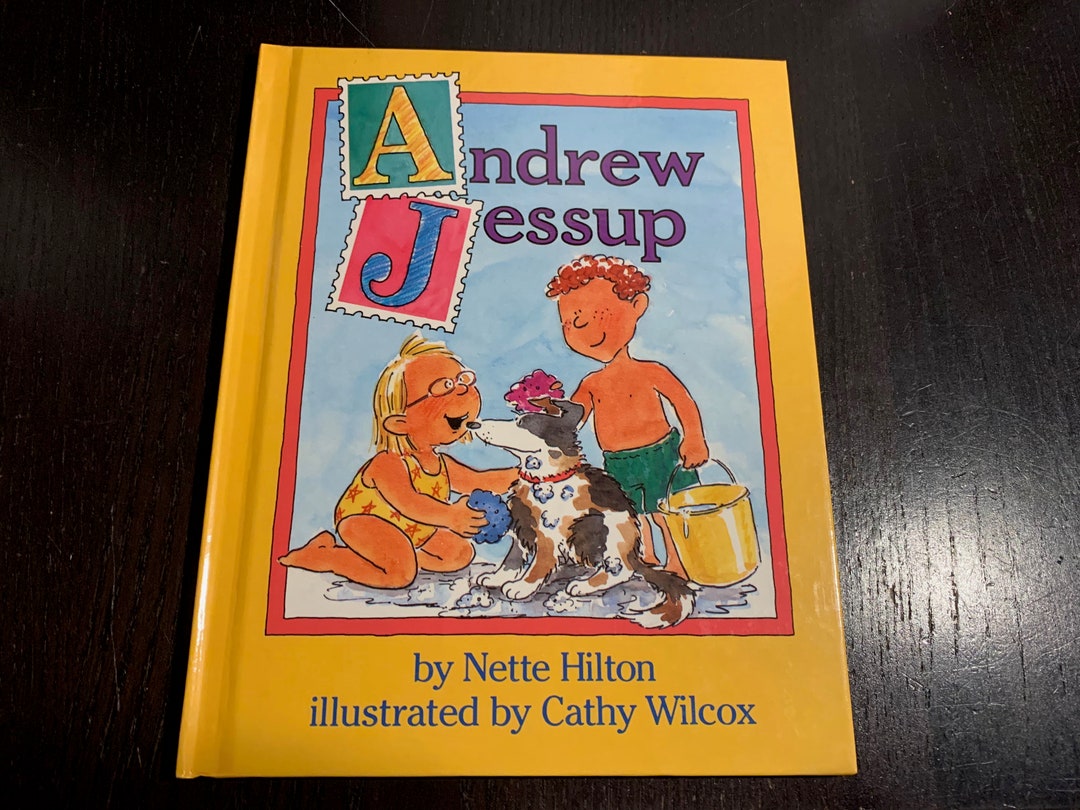 Andrew
Jessup
by Nette Hilton
illustrated by Cathy Wilcox